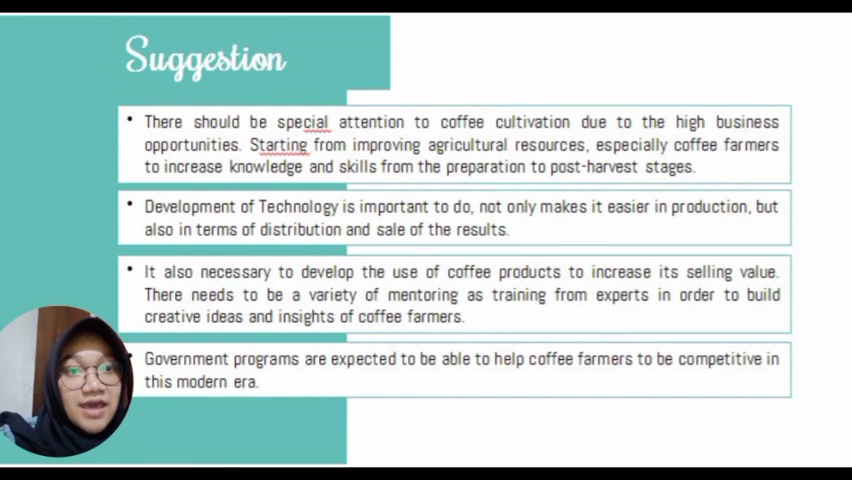 Suggestion
• There should be special attention to coffee cultivation due to the high business
opportunities. Starting from improving agricultural resources, especially coffee farmers
to increase knowledge and skills from the preparation to post-harvest stages.
• Development of Technology is important to do, not only makes it easier in production, but
also in terms of distribution and sale of the results.
• It also necessary to develop the use of coffee products to increase its selling value.
There needs to be a variety of mentoring as training from experts in order to build
creative ideas and insights of coffee farmers.
• Government programs are expected to be able to help coffee farmers to be competitive in
this modern era.